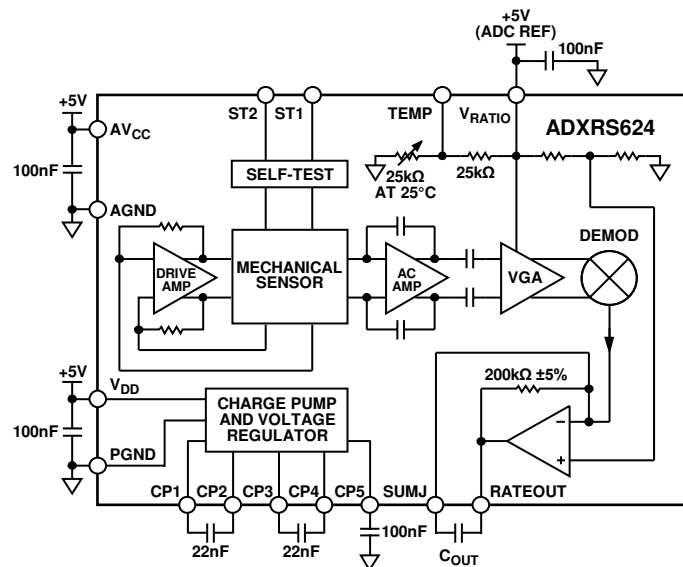 +5V
(ADC REF)
100nF
+5V
ST2 ST1 TEMP VRATIO
ADXRS624
AVCC
100nF
SELF-TEST
25kΩ
AT 25°C
25kΩ
AGND
DEMOD
DRIVE
AMP
MECHANICAL
SENSOR
AC
AMP
VGA
+5V
VDD
200kΩ ±5%
CHARGE PUMP
AND VOLTAGE
REGULATOR
100nF
–
+
PGND
CP1 CP2 CP3 CP4 CP5 SUMJ RATEOUT
22nF 22nF 100nF
COUT